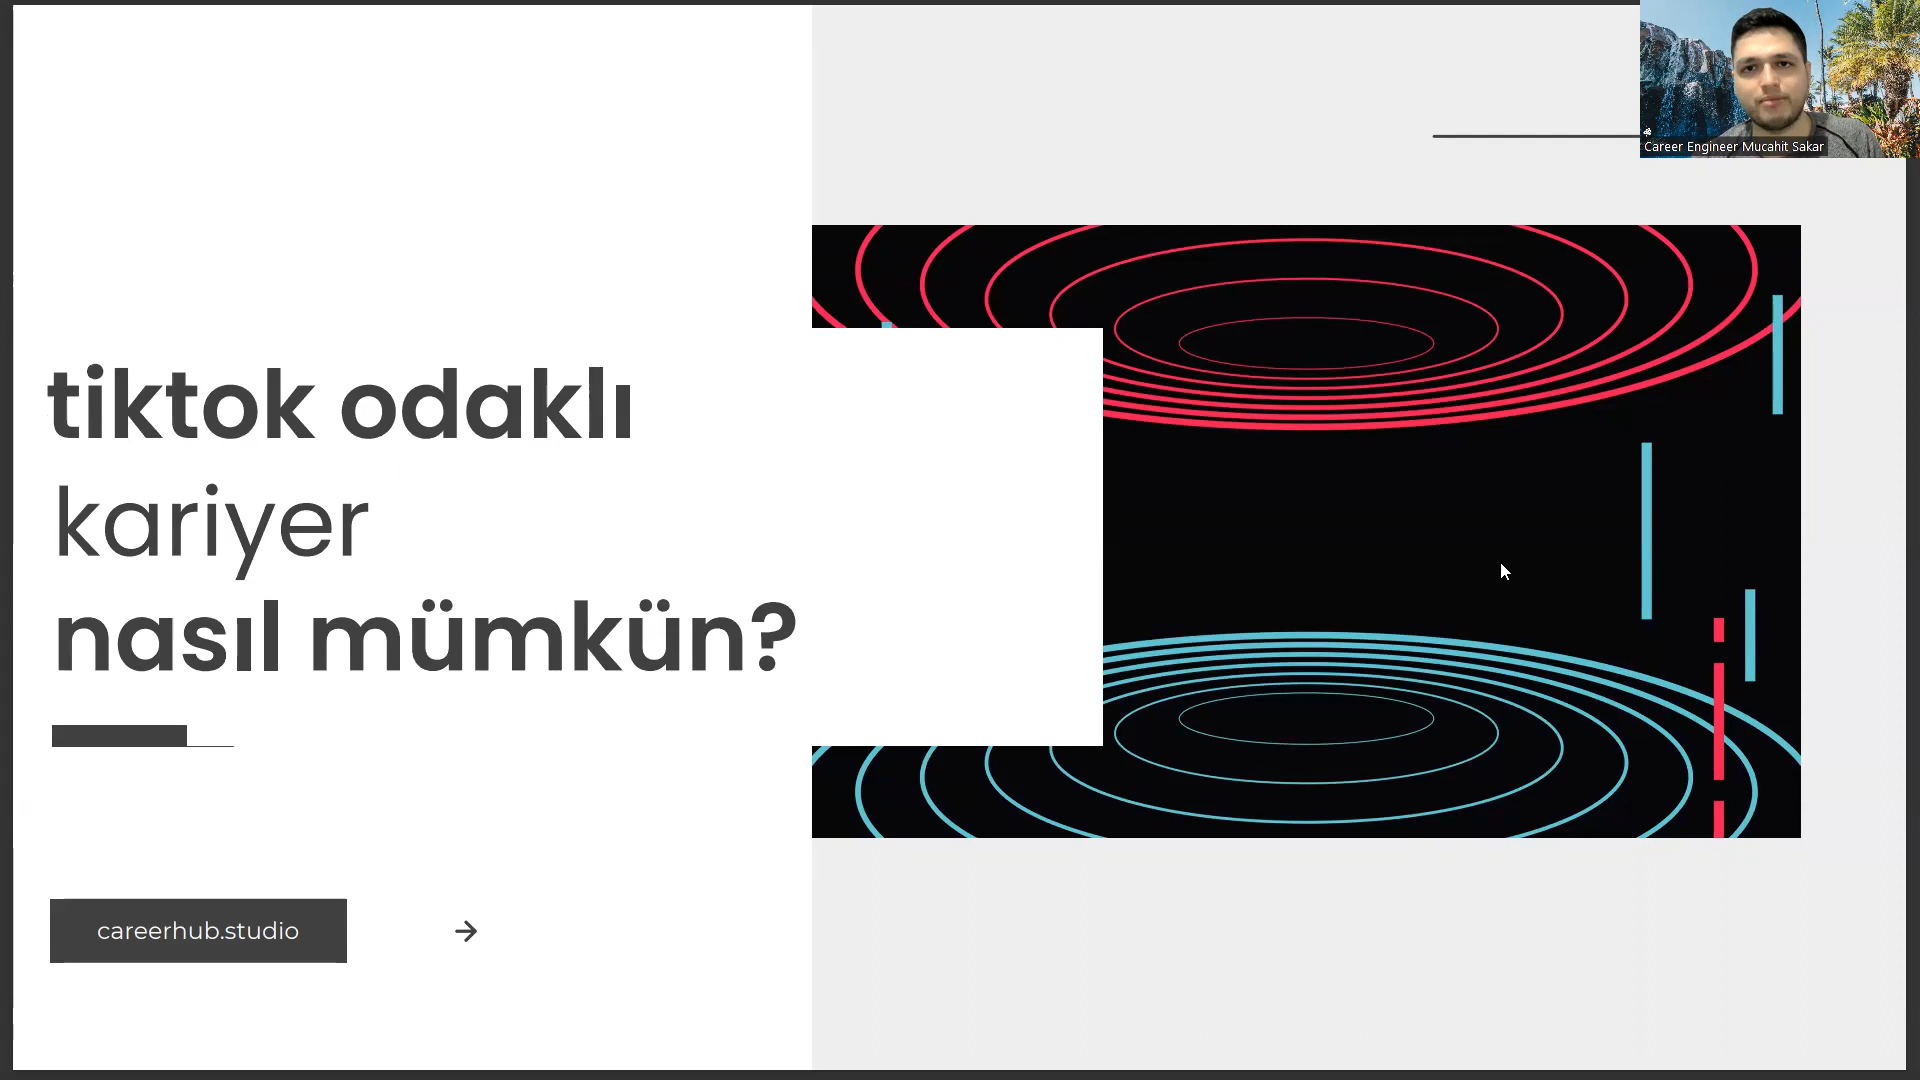 Career Engineer Mucahit Sakar
tiktok odaklı
kariyer
nasıl mümkün?
careerhub.studio